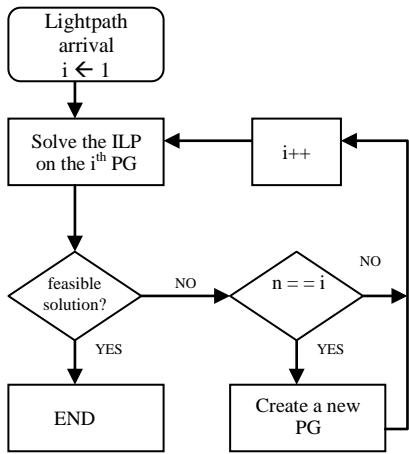 Lightpath
arrival
i ← 1
Solve the ILP
on the ith PG
i++
feasible
solution?
NO
n = = i
NO
YES
YES
END
Create a new
PG